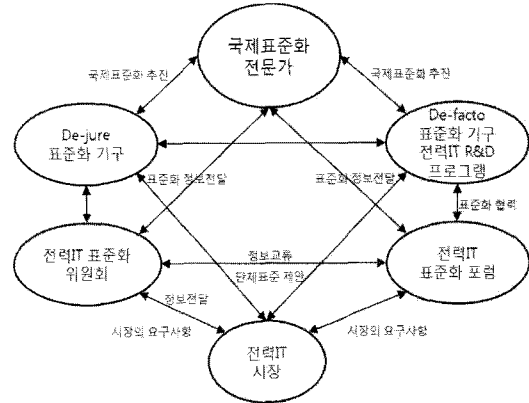 국제표준화
전문가
국제표준화 추진
국제표준화 추진
De-jure
표준화 기구
De-facto
표준화 기구
전력IT R&D
프로그램
표준화 정보전달
표준화 정보전달
표준화 협력
전력IT 표준화
위원회
정보교류
단체표준 제안
전력IT
표준화 포럼
정보전달
시장의 요구사항
시장의 요구사항
전력IT
시장